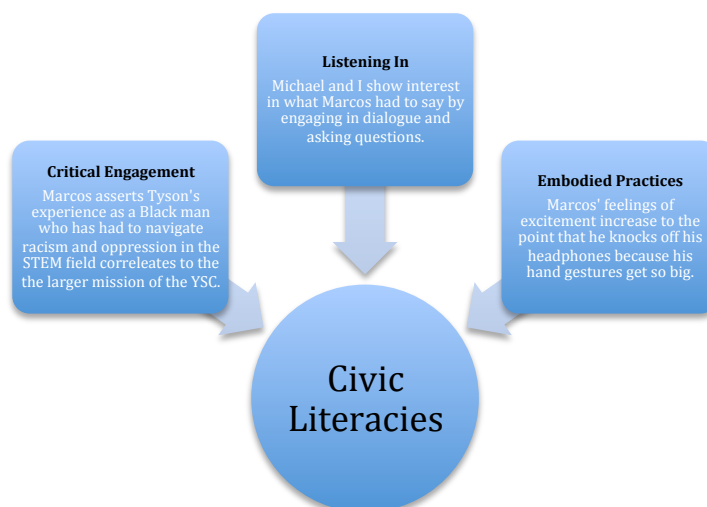 Listening In
Michael and I show interest
in what Marcos had to say by
engaging in dialogue and
asking questions.
Critical Engagement
Marcos asserts Tyson's
experience as a Black man
who has had to navigate
racism and oppression in the
STEM field correleates to the
the larger mission of the YSC.
Embodied Practices
Marcos' feelings of
excitement increase to the
point that he knocks off his
headphones because his
hand gestures get so big.
Civic
Literacies